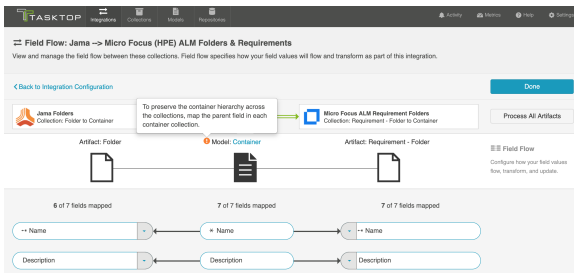 TASKTOP
Integrations
Collections
Models
Repositories
Activity
Metrics
Help
Settings
Field Flow: Jama --> Micro Focus (HPE) ALM Folders & Requirements
View and manage the field flow between these collections. Field flow specifies how your field values will flow and transform as part of this integration.
Back to Integration Configuration
Done
Jama Folders
Collection: Folder to Container
To preserve the container hierarchy across
the collections, map the parent field in each
container collection.
Micro Focus ALM Requirement Folders
Collection: Requirement - Folder to Container
Process All Artifacts
Artifact: Folder
Model: Container
Artifact: Requirement - Folder
Field Flow
Configure how your field values
flow, transform, and update.
6 of 7 fields mapped
7 of 7 fields mapped
7 of 7 fields mapped
Name
Name
Name
Description
Description
Description